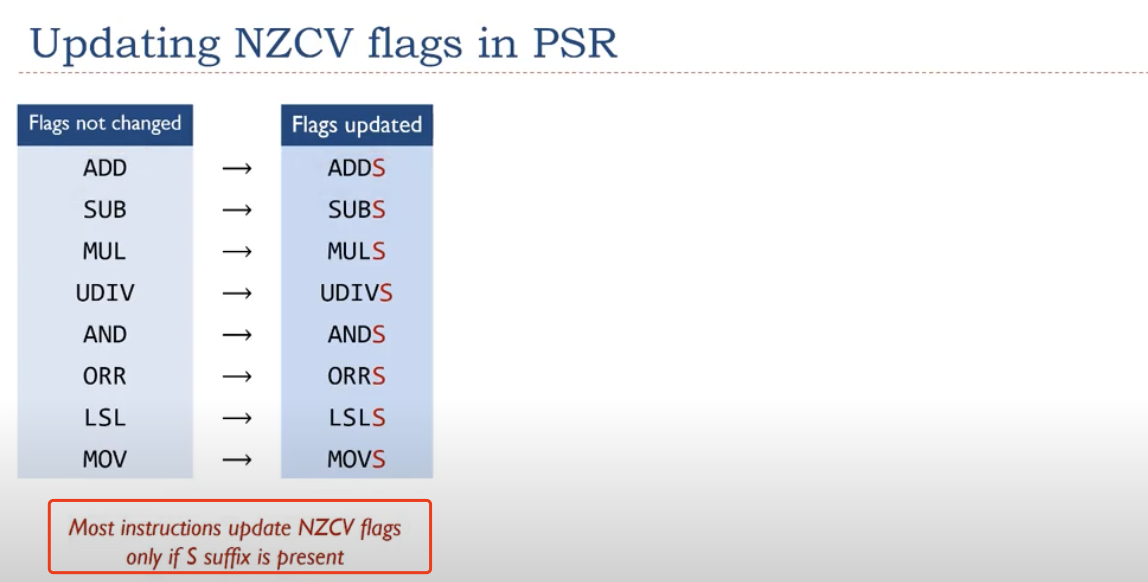 Updating NZCV flags in PSR
Flags not changed Flags updated
ADD → ADDS
SUB → SUBS
MUL → MULS
UDIV → UDIVS
AND → ANDS
ORR → ORRS
LSL → LSLS
MOV → MOVS
Most instructions update NZCV flags
only if S suffix is present